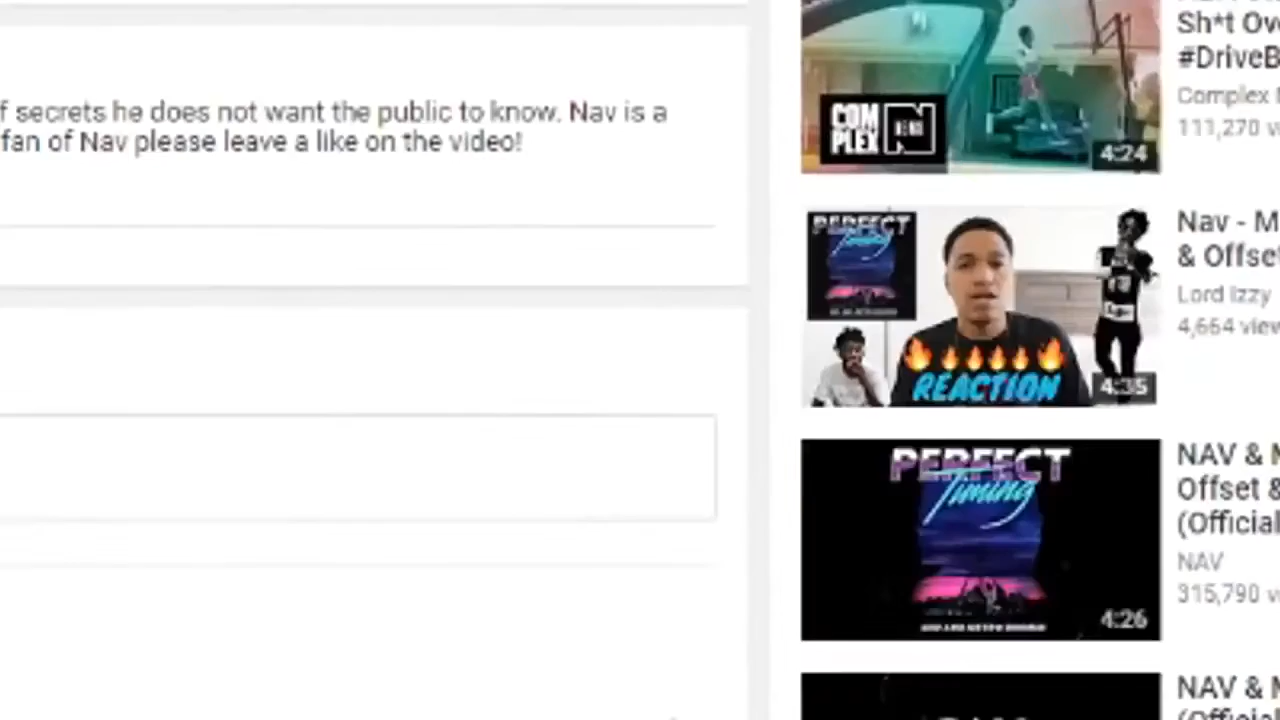 f secrets he does not want the public to know. Nav is a
fan of Nav please leave a like on the video!
COM
PLEX
N
4:24
Sh*t Ov
#DriveB
Complex
111,270 v
PERFECT
Timing
REACTION
4:35
Nav - M
& Offset
Lord Izzy
4,664 view
PERFECT
Timing
4:26
NAV & M
Offset &
(Official
NAV
315,790 v
NAV & M
(Official